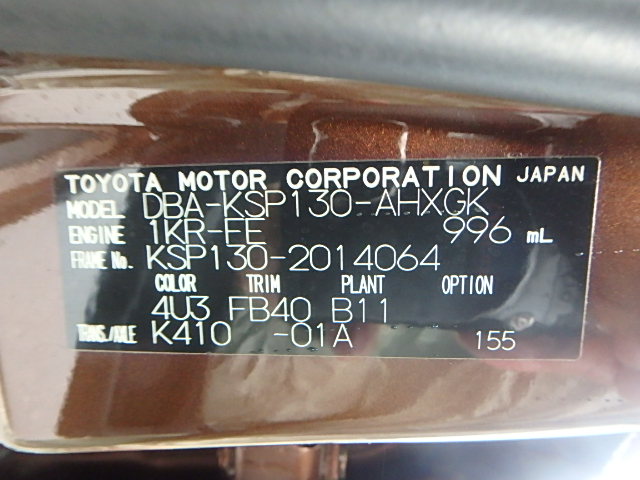 TOYOTA MOTOR CORPORATION JAPAN
MODEL DBA-KSP130-AHXGK
ENGINE 1KR-FE 996 mL
FRAME No. KSP130-2014064
COLOR TRIM PLANT OPTION
4U3 FB40 B11
TRANS./AXLE K410 -01A 155